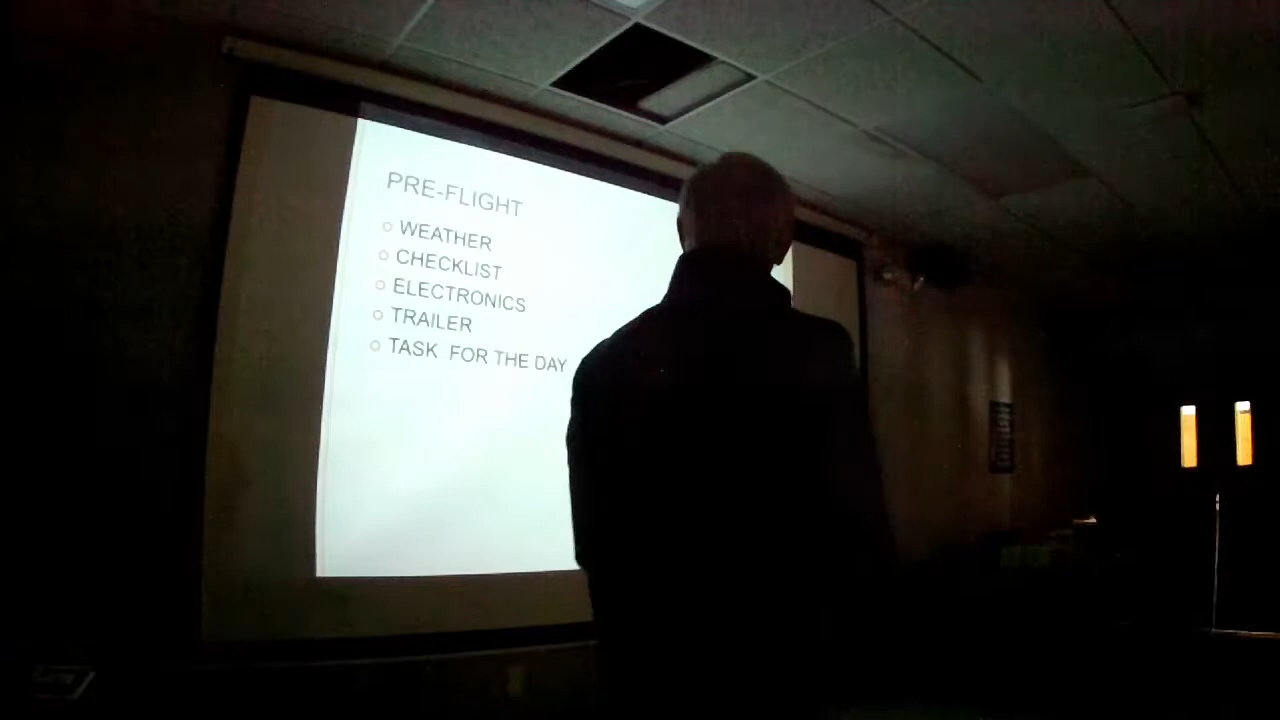 PRE-FLIGHT
WEATHER
CHECKLIST
ELECTRONICS
TRAILER
TASK FOR THE DAY